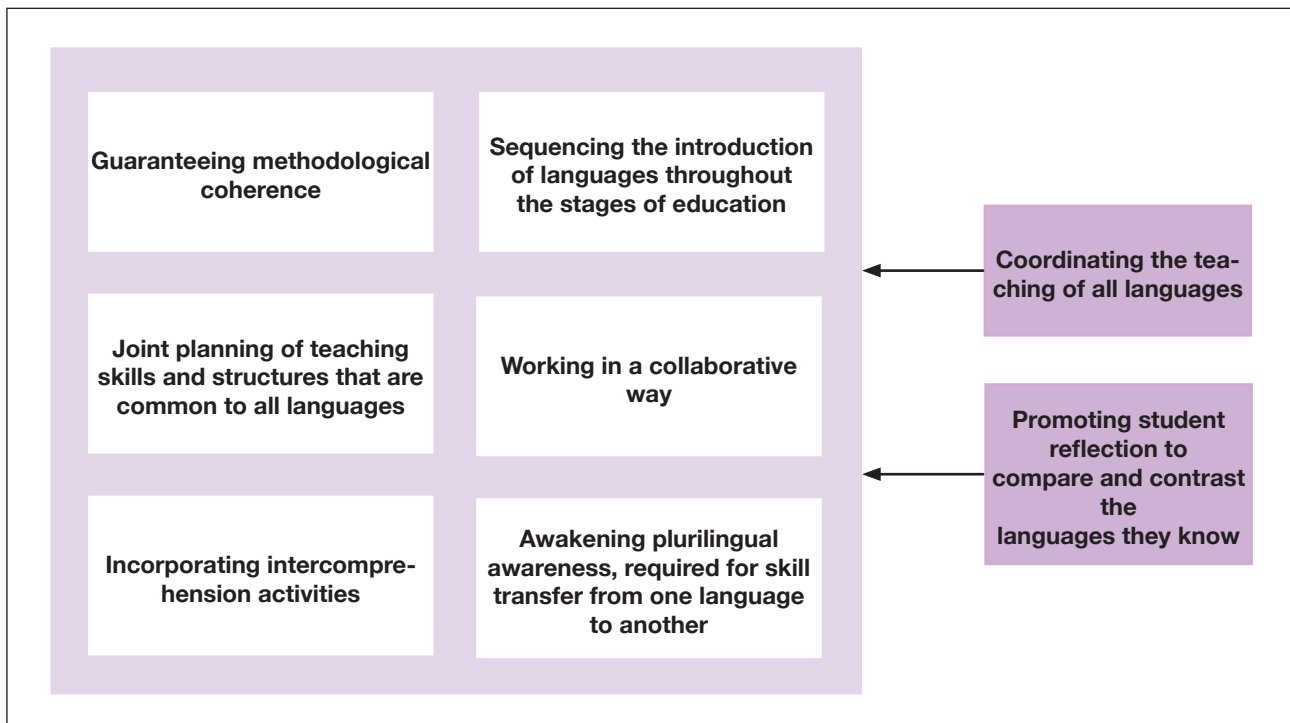 Guaranteeing methodological
coherence
Sequencing the introduction
of languages throughout
the stages of education
Joint planning of teaching
skills and structures that are
common to all languages
Working in a collaborative
way
Incorporating intercompre-
hension activities
Awakening plurilingual
awareness, required for skill
transfer from one language
to another
Coordinating the tea-
ching of all languages
Promoting student
reflection to
compare and contrast
the
languages they know